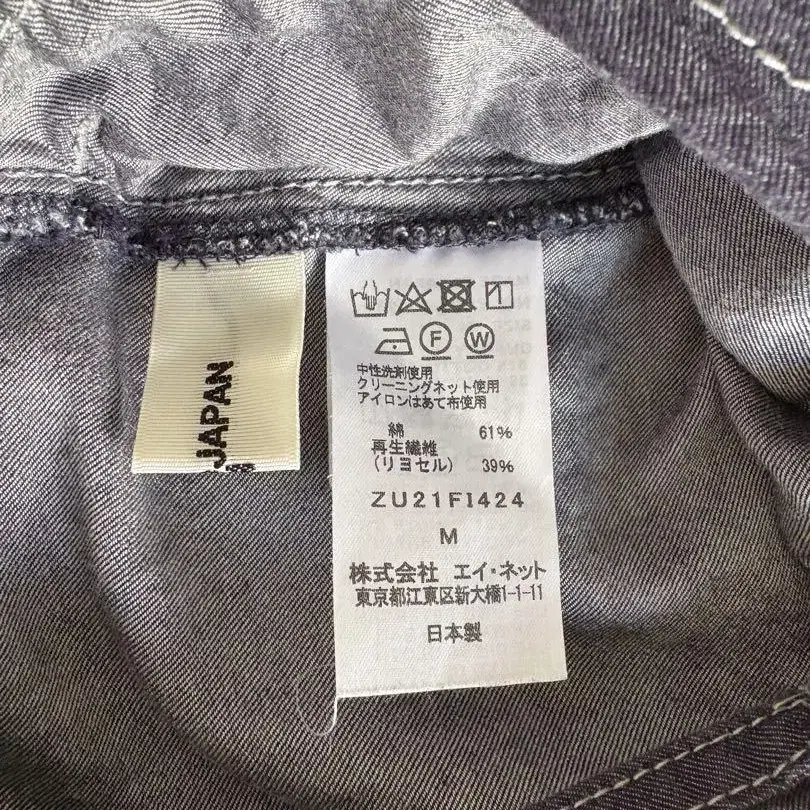 JAPAN
F
W
中性洗剤使用
クリーニングネット使用
アイロンはあて布使用
綿 61%
再生繊維
(リヨセル) 39%
ZU21FI424
M
株式会社 エイ・ネット
東京都江東区新大橋1-1-11
日本製